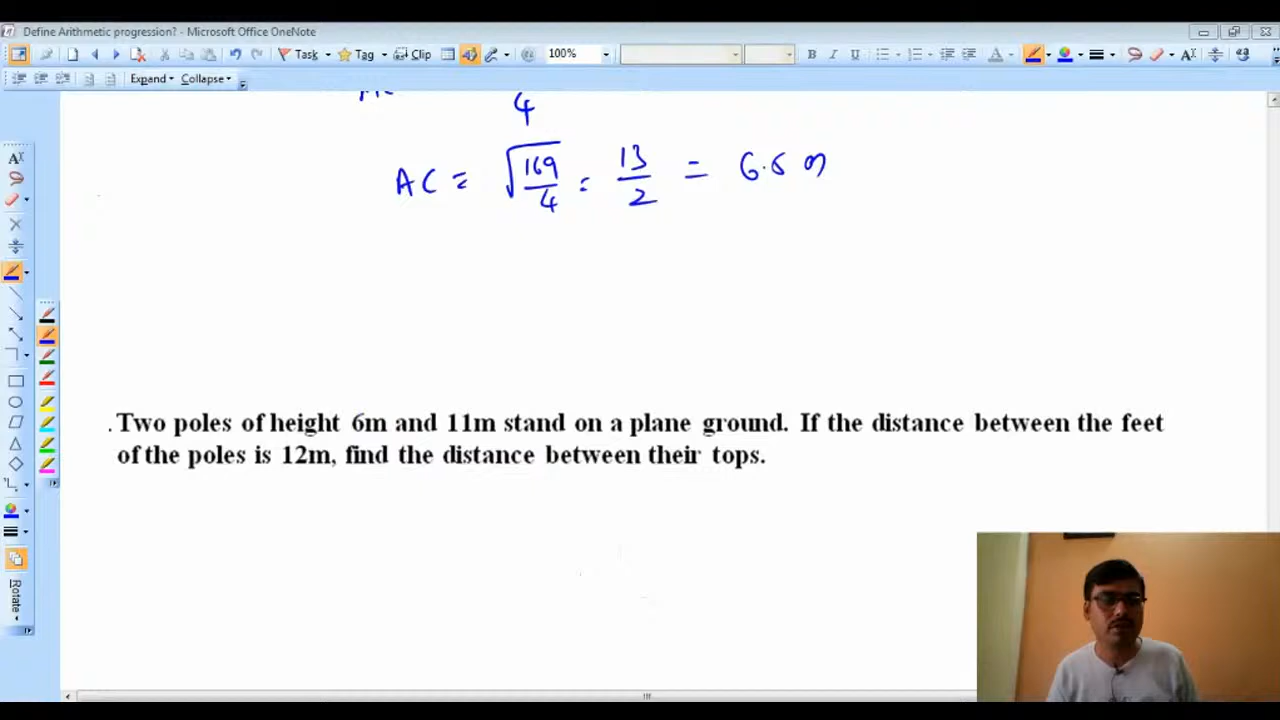 Define Arithmetic progression? - Microsoft Office OneNote
Task Tag Clip 100% B I U A
Expand Collapse
4
AC = √169/4 = 13/2 = 6.5 m
. Two poles of height 6m and 11m stand on a plane ground. If the distance between the feet
of the poles is 12m, find the distance between their tops.
Rotate